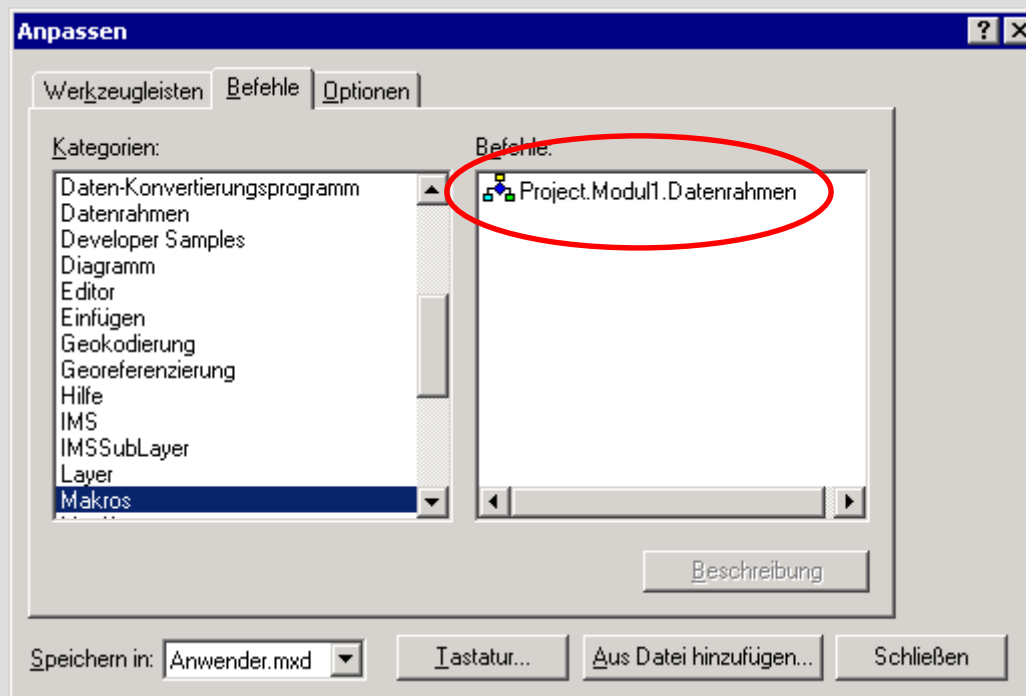 Anpassen
Werkzeugleisten
Befehle
Optionen
Kategorien:
Daten-Konvertierungsprogramm
Datenrahmen
Developer Samples
Diagramm
Editor
Einfügen
Geokodierung
Georeferenzierung
Hilfe
IMS
IMSSubLayer
Layer
Makros
Befehle:
Project.Modul1.Datenrahmen
Beschreibung
Speichern in: Anwender.mxd
Tastatur...
Aus Datei hinzufügen...
Schließen